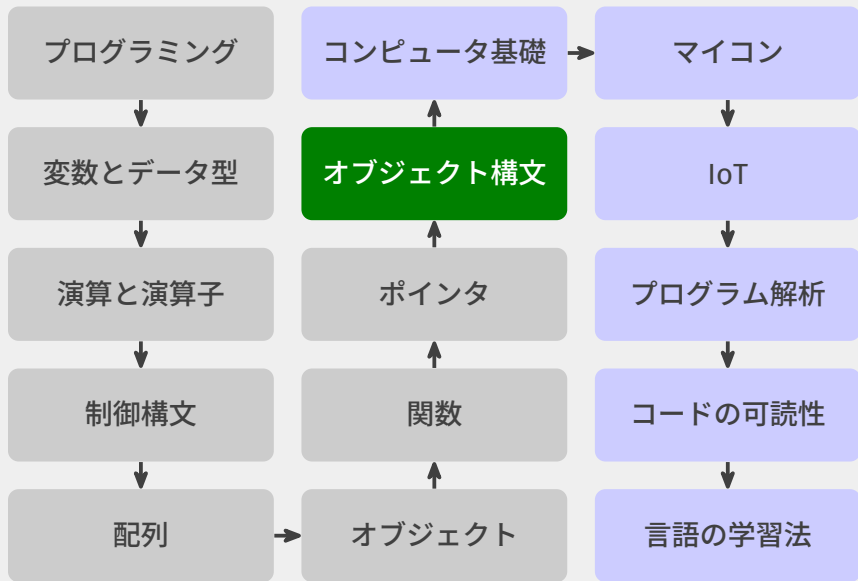 プログラミング
変数とデータ型
演算と演算子
制御構文
配列
オブジェクト
関数
ポインタ
オブジェクト構文
コンピュータ基礎
マイコン
IoT
プログラム解析
コードの可読性
言語の学習法